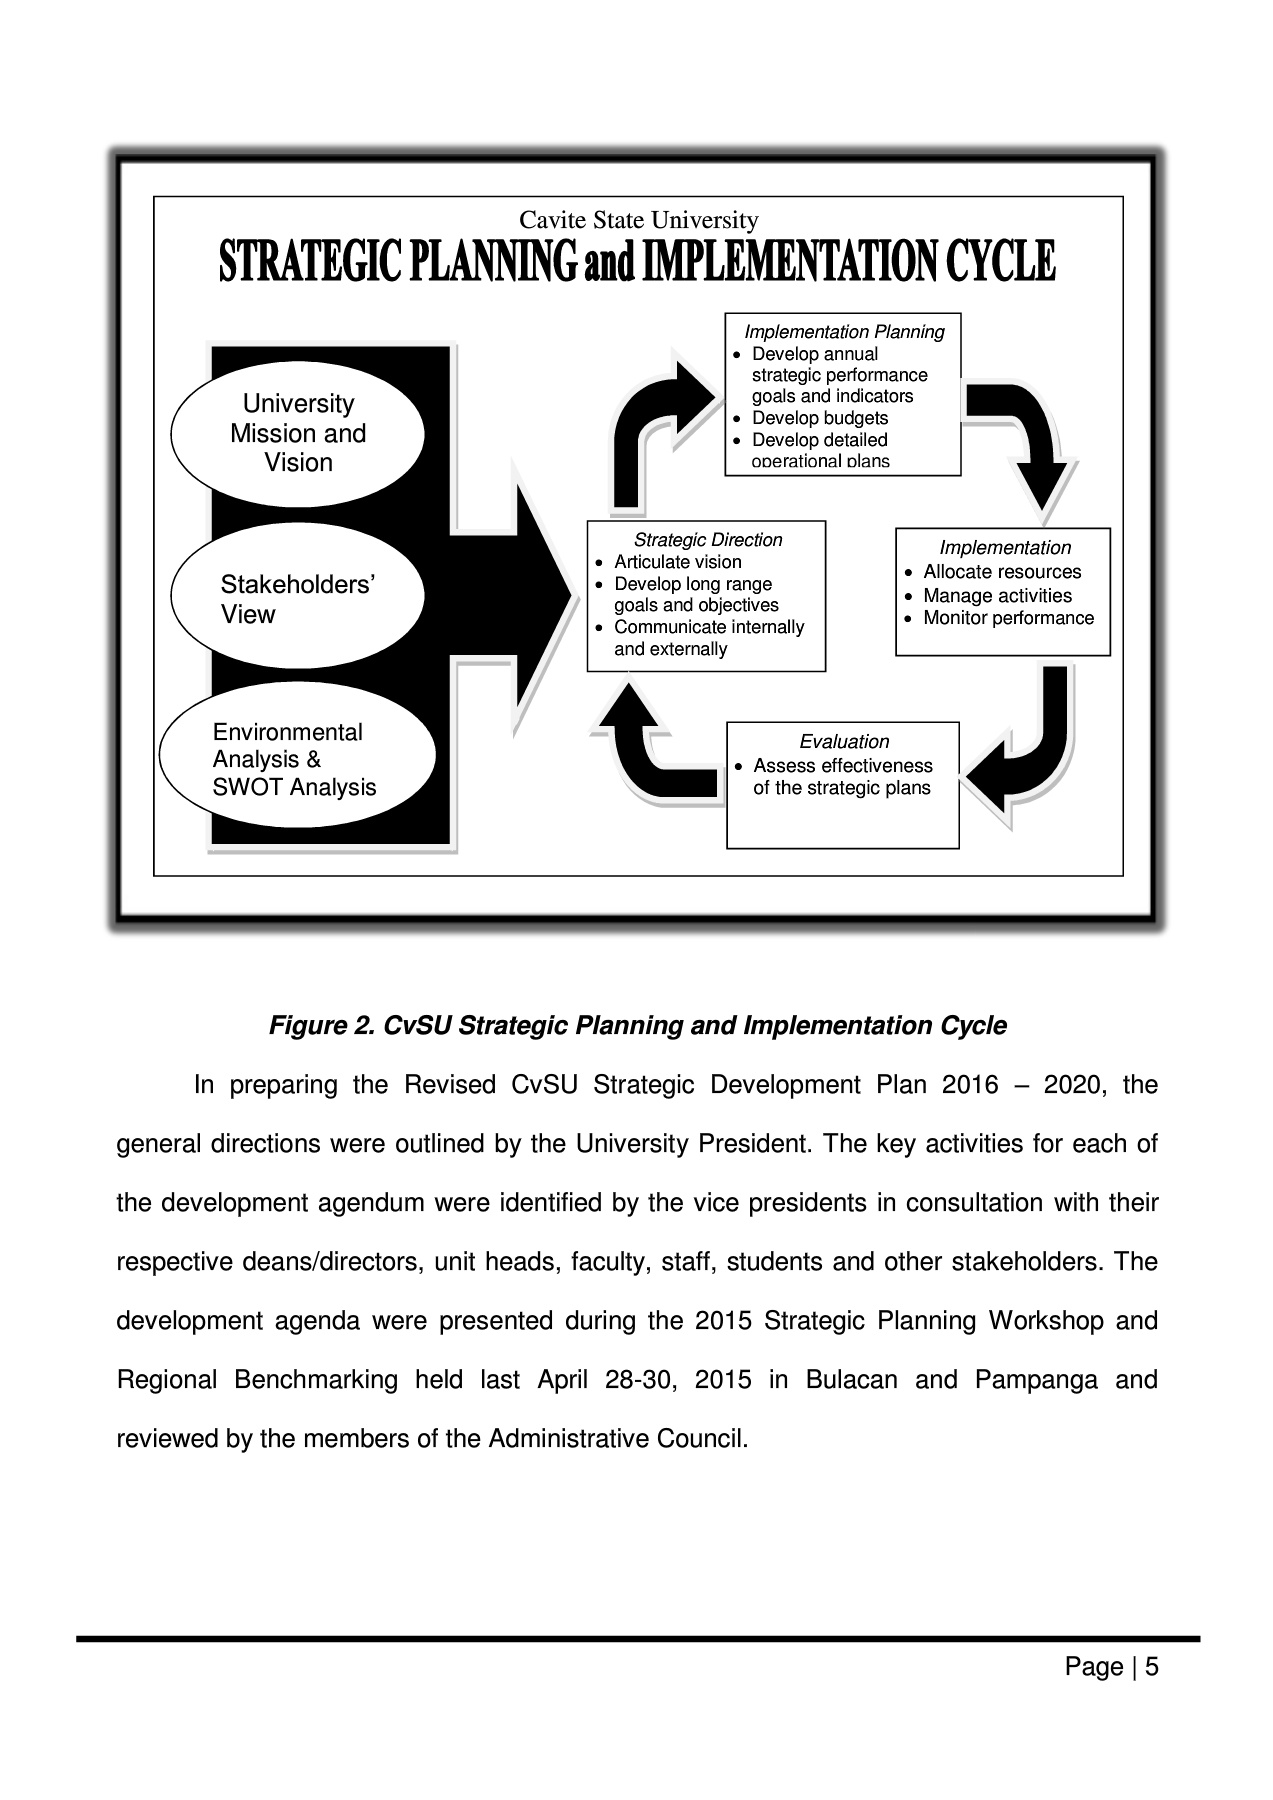 Cavite State University
STRATEGIC PLANNING and IMPLEMENTATION CYCLE
University
Mission and
Vision
Stakeholders’
View
Environmental
Analysis &
SWOT Analysis
Strategic Direction
• Articulate vision
• Develop long range
goals and objectives
• Communicate internally
and externally
Implementation Planning
• Develop annual
strategic performance
goals and indicators
• Develop budgets
• Develop detailed
operational plans
Implementation
• Allocate resources
• Manage activities
• Monitor performance
Evaluation
• Assess effectiveness
of the strategic plans
Figure 2. CvSU Strategic Planning and Implementation Cycle
In preparing the Revised CvSU Strategic Development Plan 2016 – 2020, the
general directions were outlined by the University President. The key activities for each of
the development agendum were identified by the vice presidents in consultation with their
respective deans/directors, unit heads, faculty, staff, students and other stakeholders. The
development agenda were presented during the 2015 Strategic Planning Workshop and
Regional Benchmarking held last April 28-30, 2015 in Bulacan and Pampanga and
reviewed by the members of the Administrative Council.
Page | 5